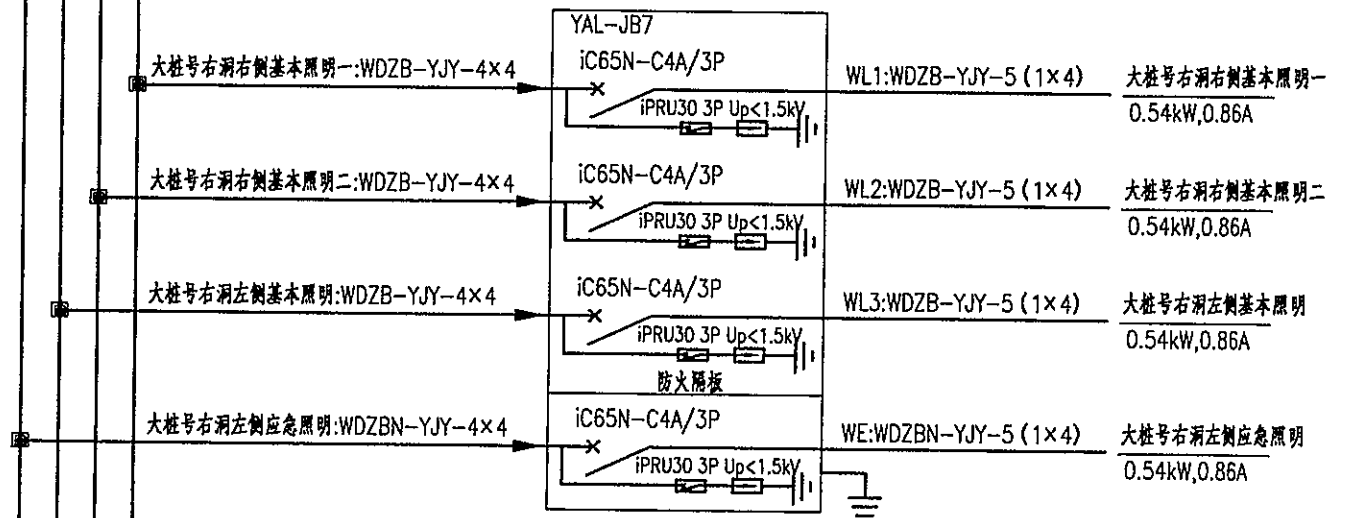 YAL-JB7
大桩号右洞右侧基本照明一:WDZB-YJY-4×4
iC65N-C4A/3P
iPRU30 3P Up<1.5kV
WL1:WDZB-YJY-5(1×4)
大桩号右洞右侧基本照明一
0.54kW,0.86A
大桩号右洞右侧基本照明二:WDZB-YJY-4×4
iC65N-C4A/3P
iPRU30 3P Up<1.5kV
WL2:WDZB-YJY-5(1×4)
大桩号右洞右侧基本照明二
0.54kW,0.86A
大桩号右洞左侧基本照明:WDZB-YJY-4×4
iC65N-C4A/3P
iPRU30 3P Up<1.5kV
WL3:WDZB-YJY-5(1×4)
大桩号右洞左侧基本照明
0.54kW,0.86A
防火隔板
大桩号右洞左侧应急照明:WDZBN-YJY-4×4
iC65N-C4A/3P
iPRU30 3P Up<1.5kV
WE:WDZBN-YJY-5(1×4)
大桩号右洞左侧应急照明
0.54kW,0.86A